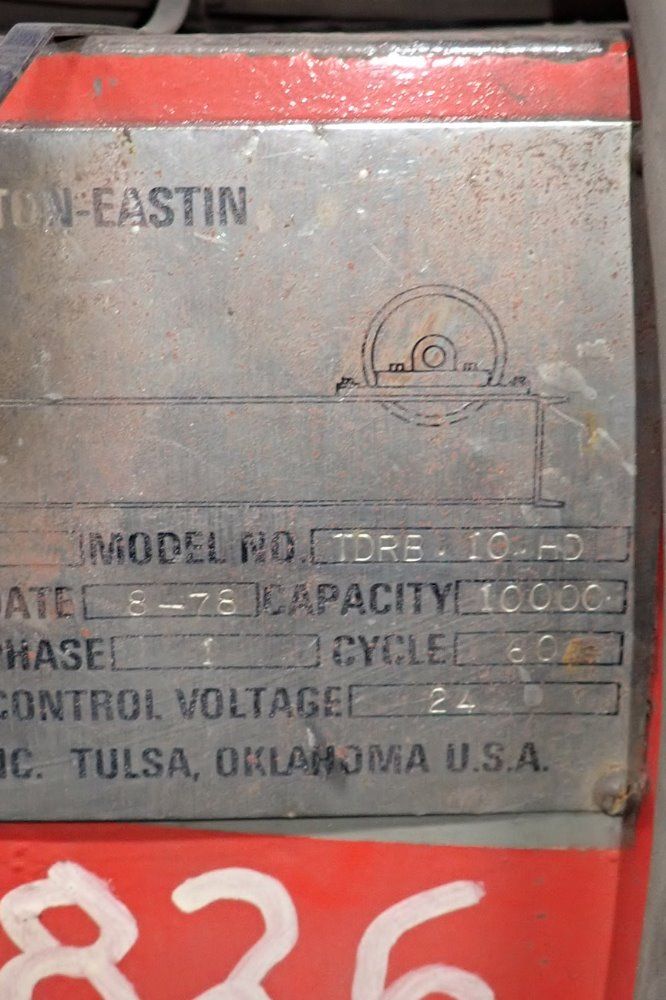 TON-EASTIN
MODEL NO. TDRB-10-HD
DATE 8-78 CAPACITY 10000
PHASE 1 CYCLE 60
CONTROL VOLTAGE 24
NC. TULSA, OKLAHOMA U.S.A.
826